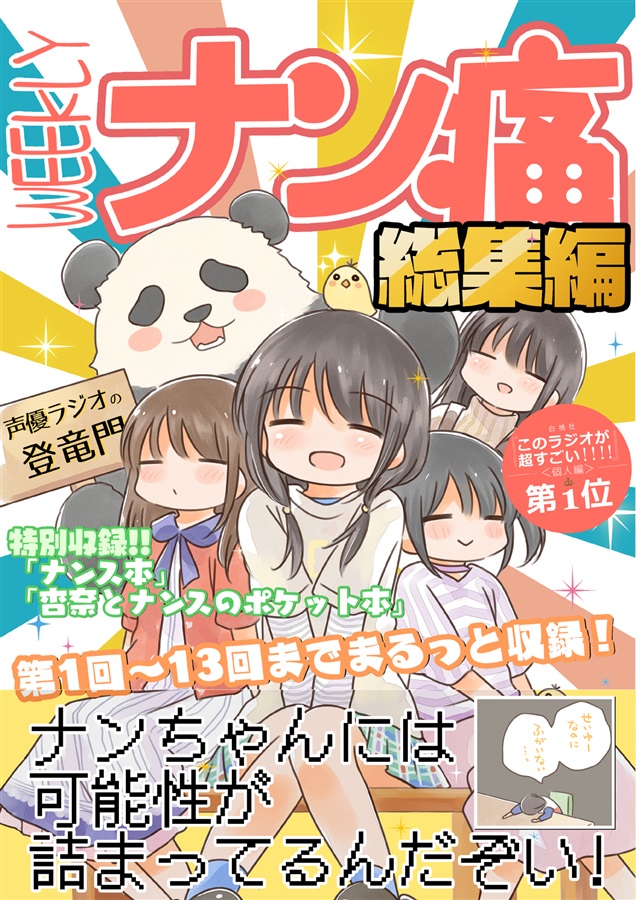 WEEKLY
ナン痛
総集編
声優ラジオの
登竜門
白桃社
『このラジオが
超すごい!!!!』
＜個人編＞
第1位
特別収録!!
「ナンス本」
「杏奈とナンスのポケット本」
第1回〜13回までまるっと収録！
せいゆー
なのに
ふがいない
…、
ナンちゃんには
可能性が
詰まってるんだぞい！